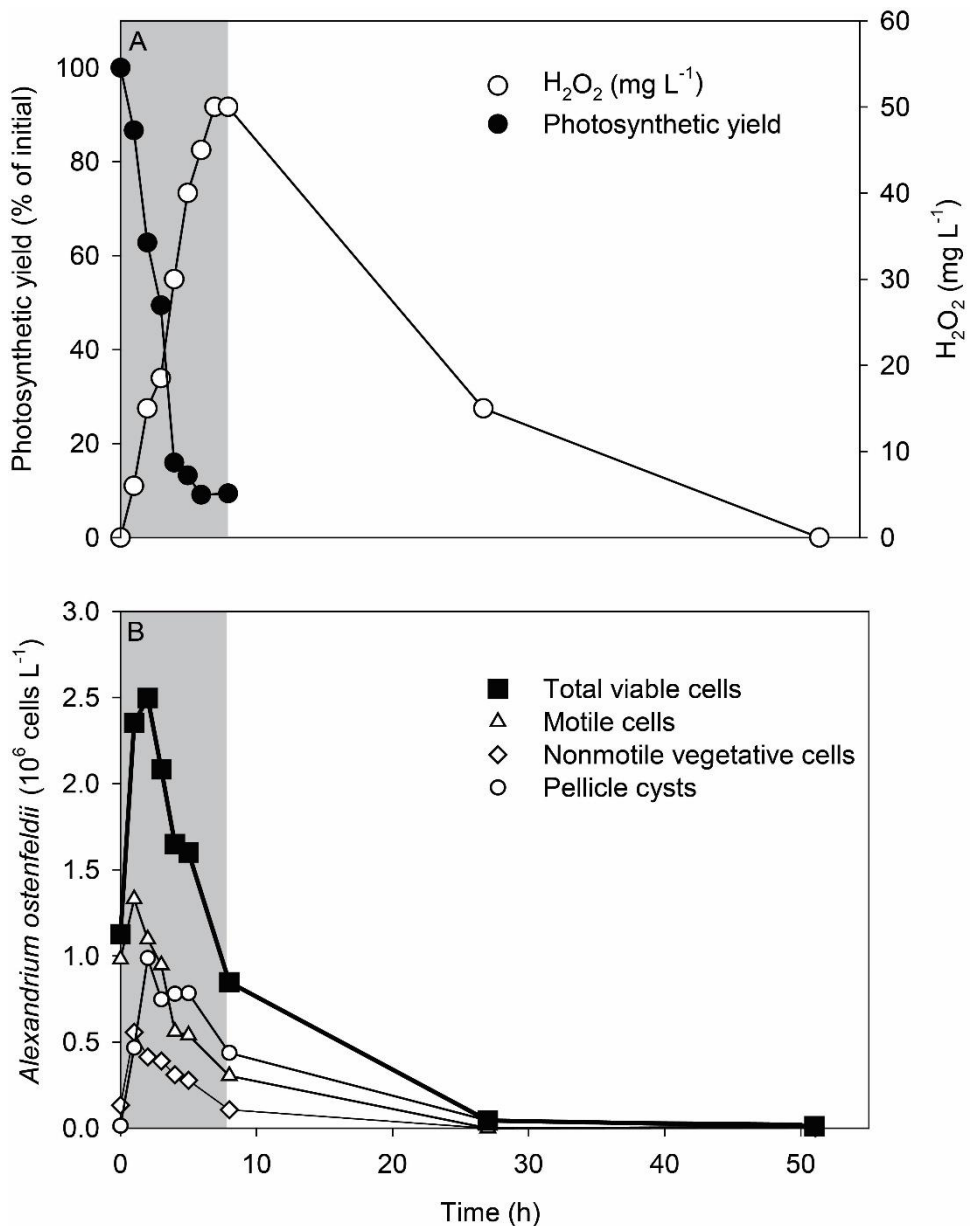 A
H₂O₂ (mg L⁻¹)
Photosynthetic yield
Photosynthetic yield (% of initial)
100
80
60
40
20
0
H₂O₂ (mg L⁻¹)
60
50
40
30
20
10
0
B
Total viable cells
Motile cells
Nonmotile vegetative cells
Pellicle cysts
Alexandrium ostenfeldii (10⁶ cells L⁻¹)
3.0
2.5
2.0
1.5
1.0
0.5
0.0
0 10 20 30 40 50
Time (h)